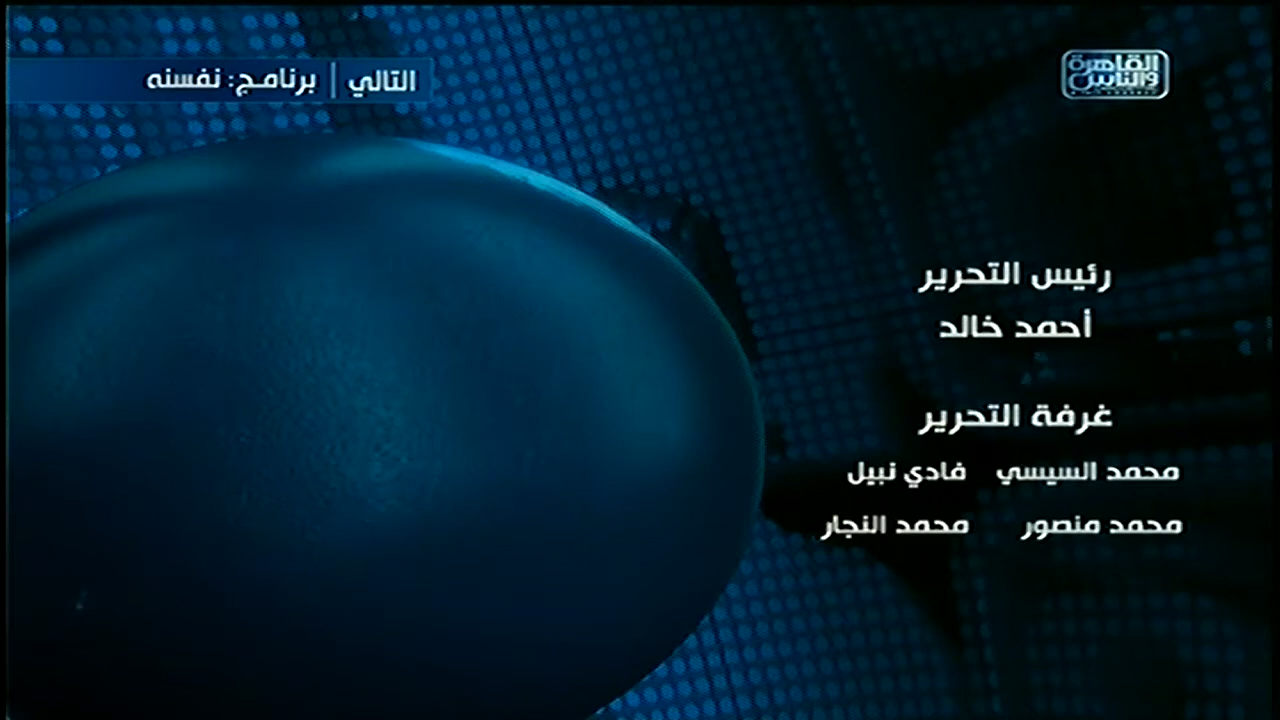 القاهرة
والناس
التالي | برنامج: نفسنه
رئيس التحرير
أحمد خالد
غرفة التحرير
محمد السيسي فادي نبيل
محمد منصور محمد النجار